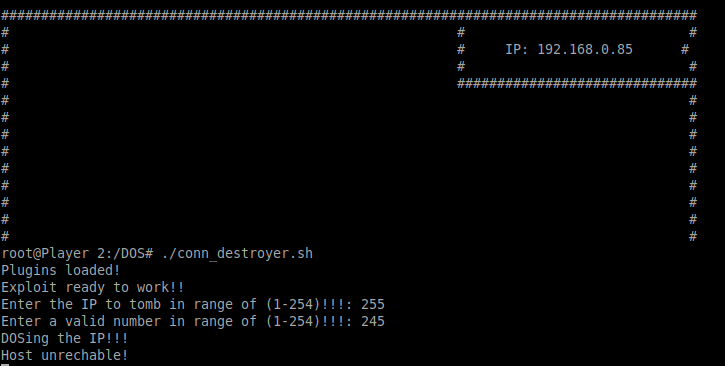 #######################################################################################
# # #
# # IP: 192.168.0.85 #
# # #
# ##############################
# #
# #
# #
# #
# #
# #
# #
# #
# #
root@Player 2:/DOS# ./conn_destroyer.sh
Plugins loaded!
Exploit ready to work!!
Enter the IP to tomb in range of (1-254)!!!: 255
Enter a valid number in range of (1-254)!!!: 245
DOSing the IP!!!
Host unrechable!